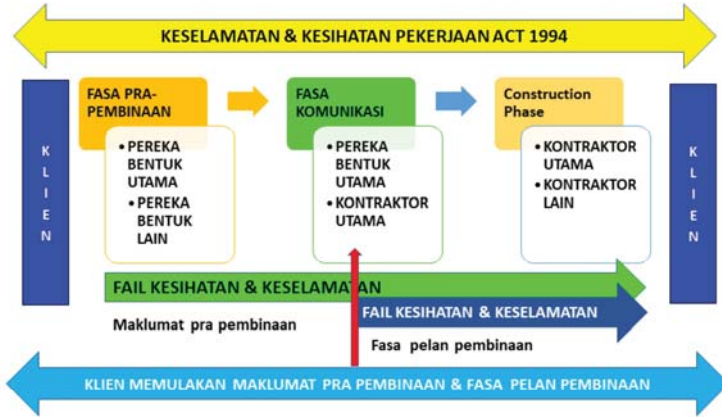 KESELAMATAN & KESIHATAN PEKERJAAN ACT 1994
KLIEN
FASA PRA-
PEMBINAAN
• PEREKA
BENTUK
UTAMA
• PEREKA
BENTUK
LAIN
FASA
KOMUNIKASI
• PEREKA
BENTUK
UTAMA
• KONTRAKTOR
UTAMA
Construction
Phase
• KONTRAKTOR
UTAMA
• KONTRAKTOR
LAIN
KLIEN
FAIL KESIHATAN & KESELAMATAN
Maklumat pra pembinaan
FAIL KESIHATAN & KESELAMATAN
Fasa pelan pembinaan
KLIEN MEMULAKAN MAKLUMAT PRA PEMBINAAN & FASA PELAN PEMBINAAN